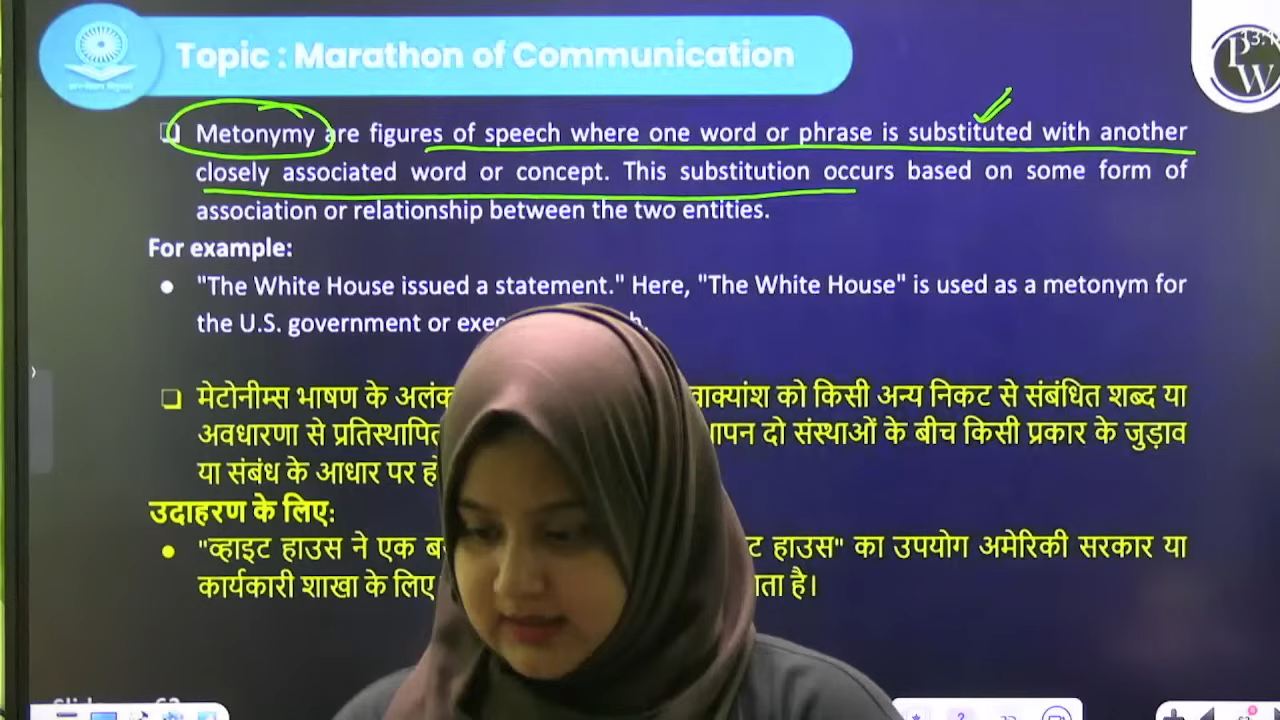 Topic : Marathon of Communication
PW
Metonymy are figures of speech where one word or phrase is substituted with another
closely associated word or concept. This substitution occurs based on some form of
association or relationship between the two entities.
For example:
"The White House issued a statement." Here, "The White House" is used as a metonym for
the U.S. government or
मेटोनीम्स भाषण के वाक्यांश को किसी अन्य निकट से संबंधित शब्द या
अवधारणा से दो संस्थाओं के बीच किसी प्रकार के जुड़ाव
या संबंध के आधार पर
उदाहरण के लिए:
"व्हाइट हाउस ने एक हाउस" का उपयोग अमेरिकी सरकार या
कार्यकारी शाखा के लिए है।